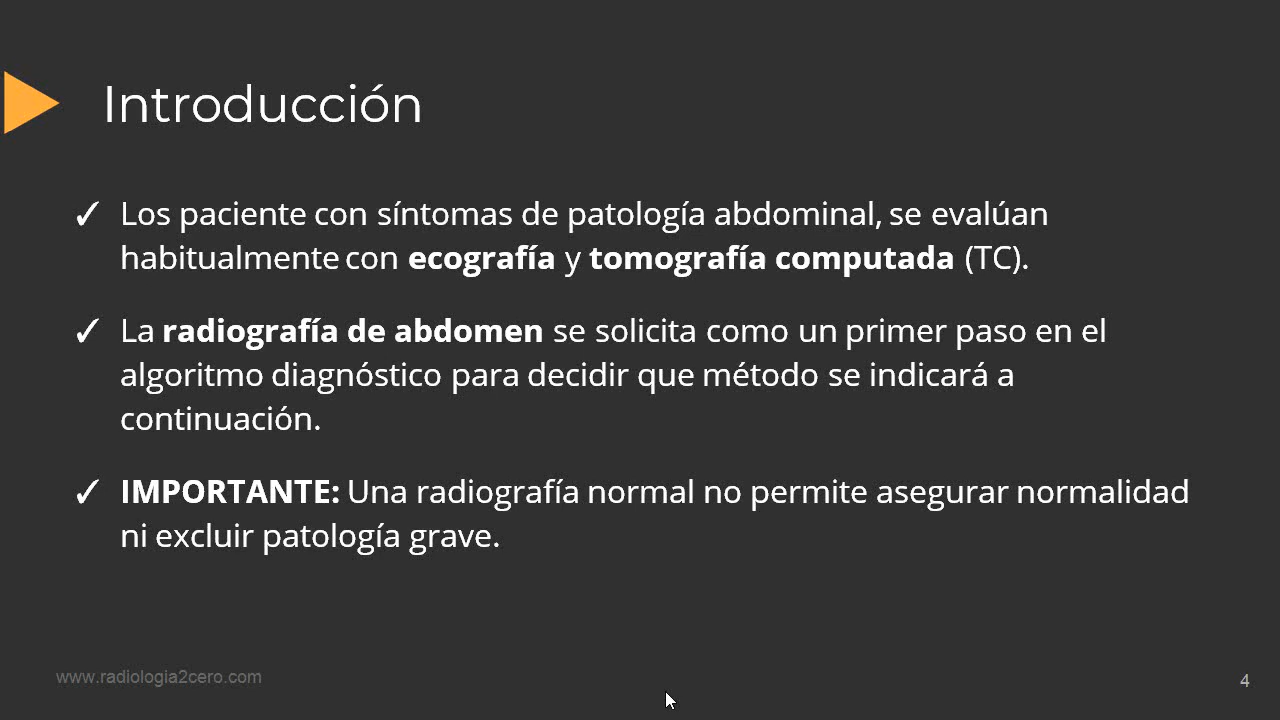 Introducción
✓ Los paciente con síntomas de patología abdominal, se evalúan
habitualmente con ecografía y tomografía computada (TC).
✓ La radiografía de abdomen se solicita como un primer paso en el
algoritmo diagnóstico para decidir que método se indicará a
continuación.
✓ IMPORTANTE: Una radiografía normal no permite asegurar normalidad
ni excluir patología grave.
www.radiologia2cero.com
4